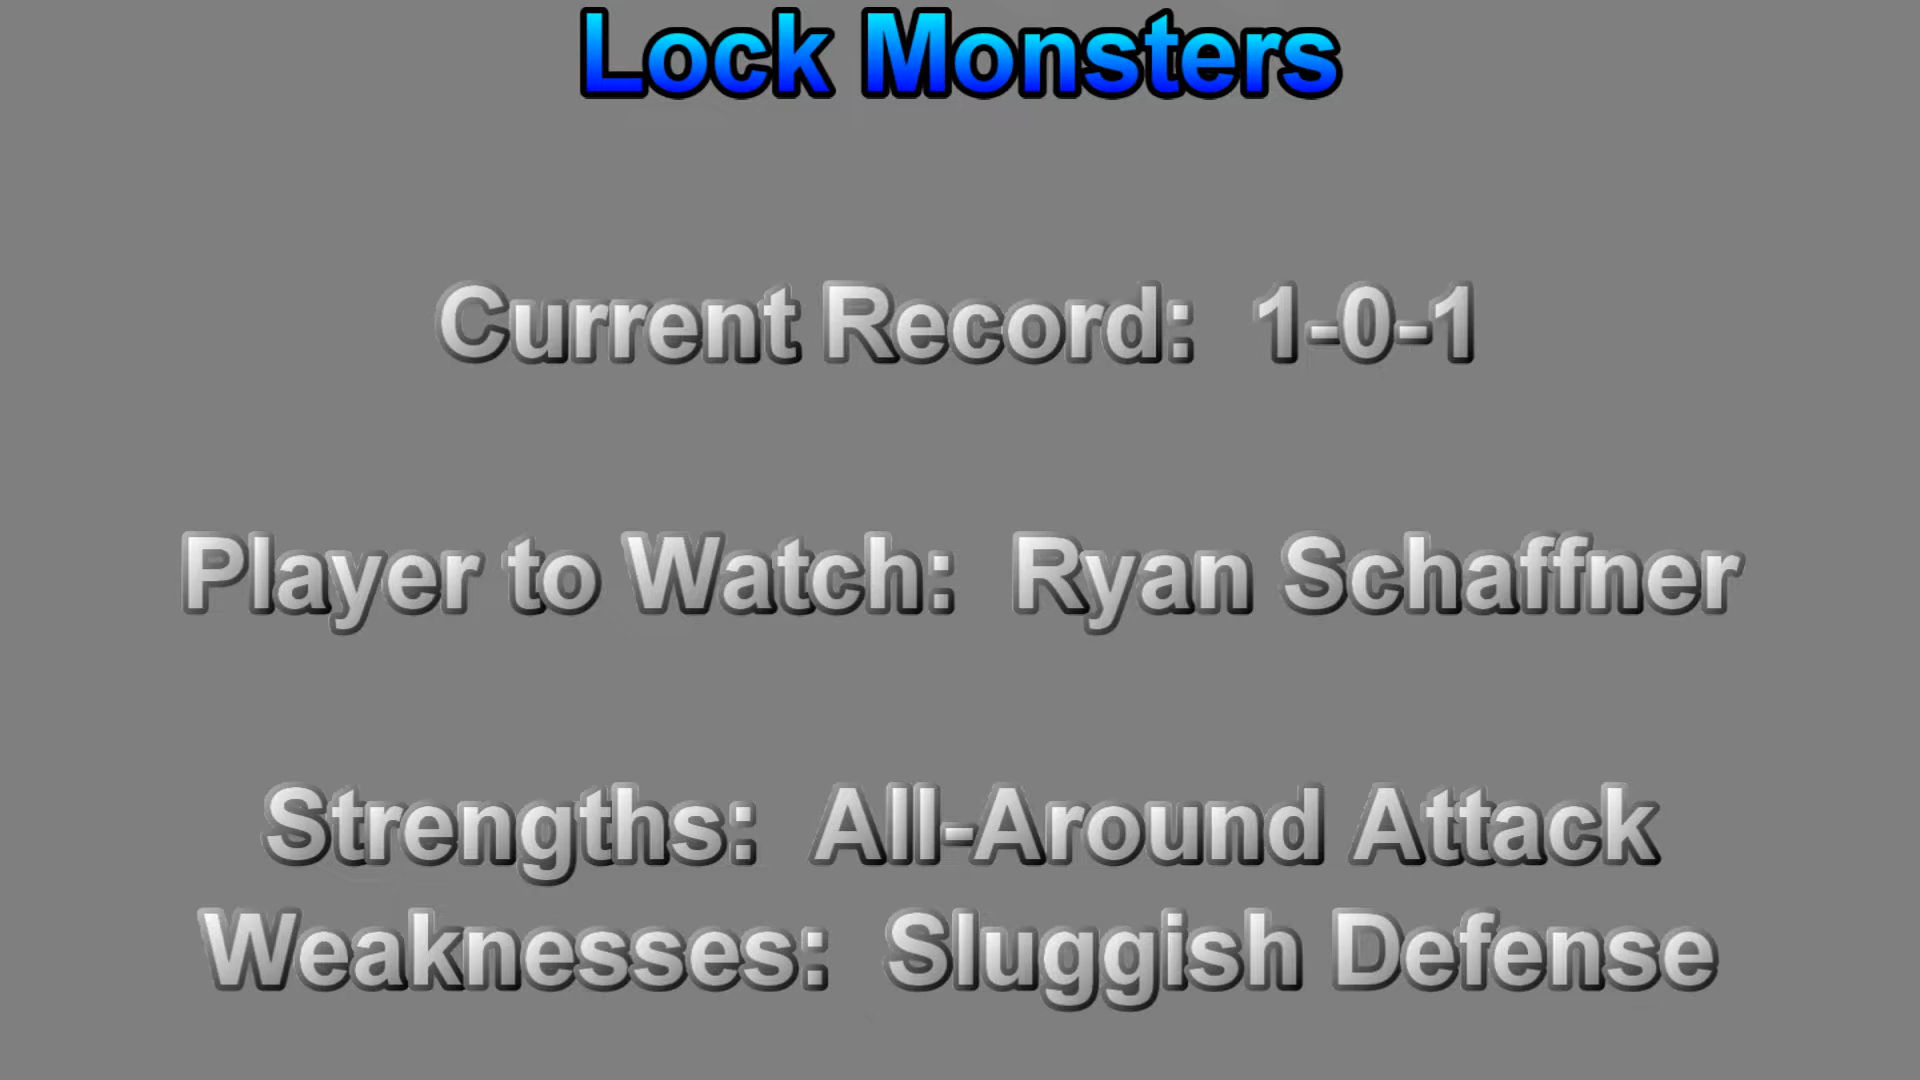 Lock Monsters
Current Record:  1-0-1
Player to Watch:  Ryan Schaffner
Strengths:  All-Around Attack
Weaknesses:  Sluggish Defense